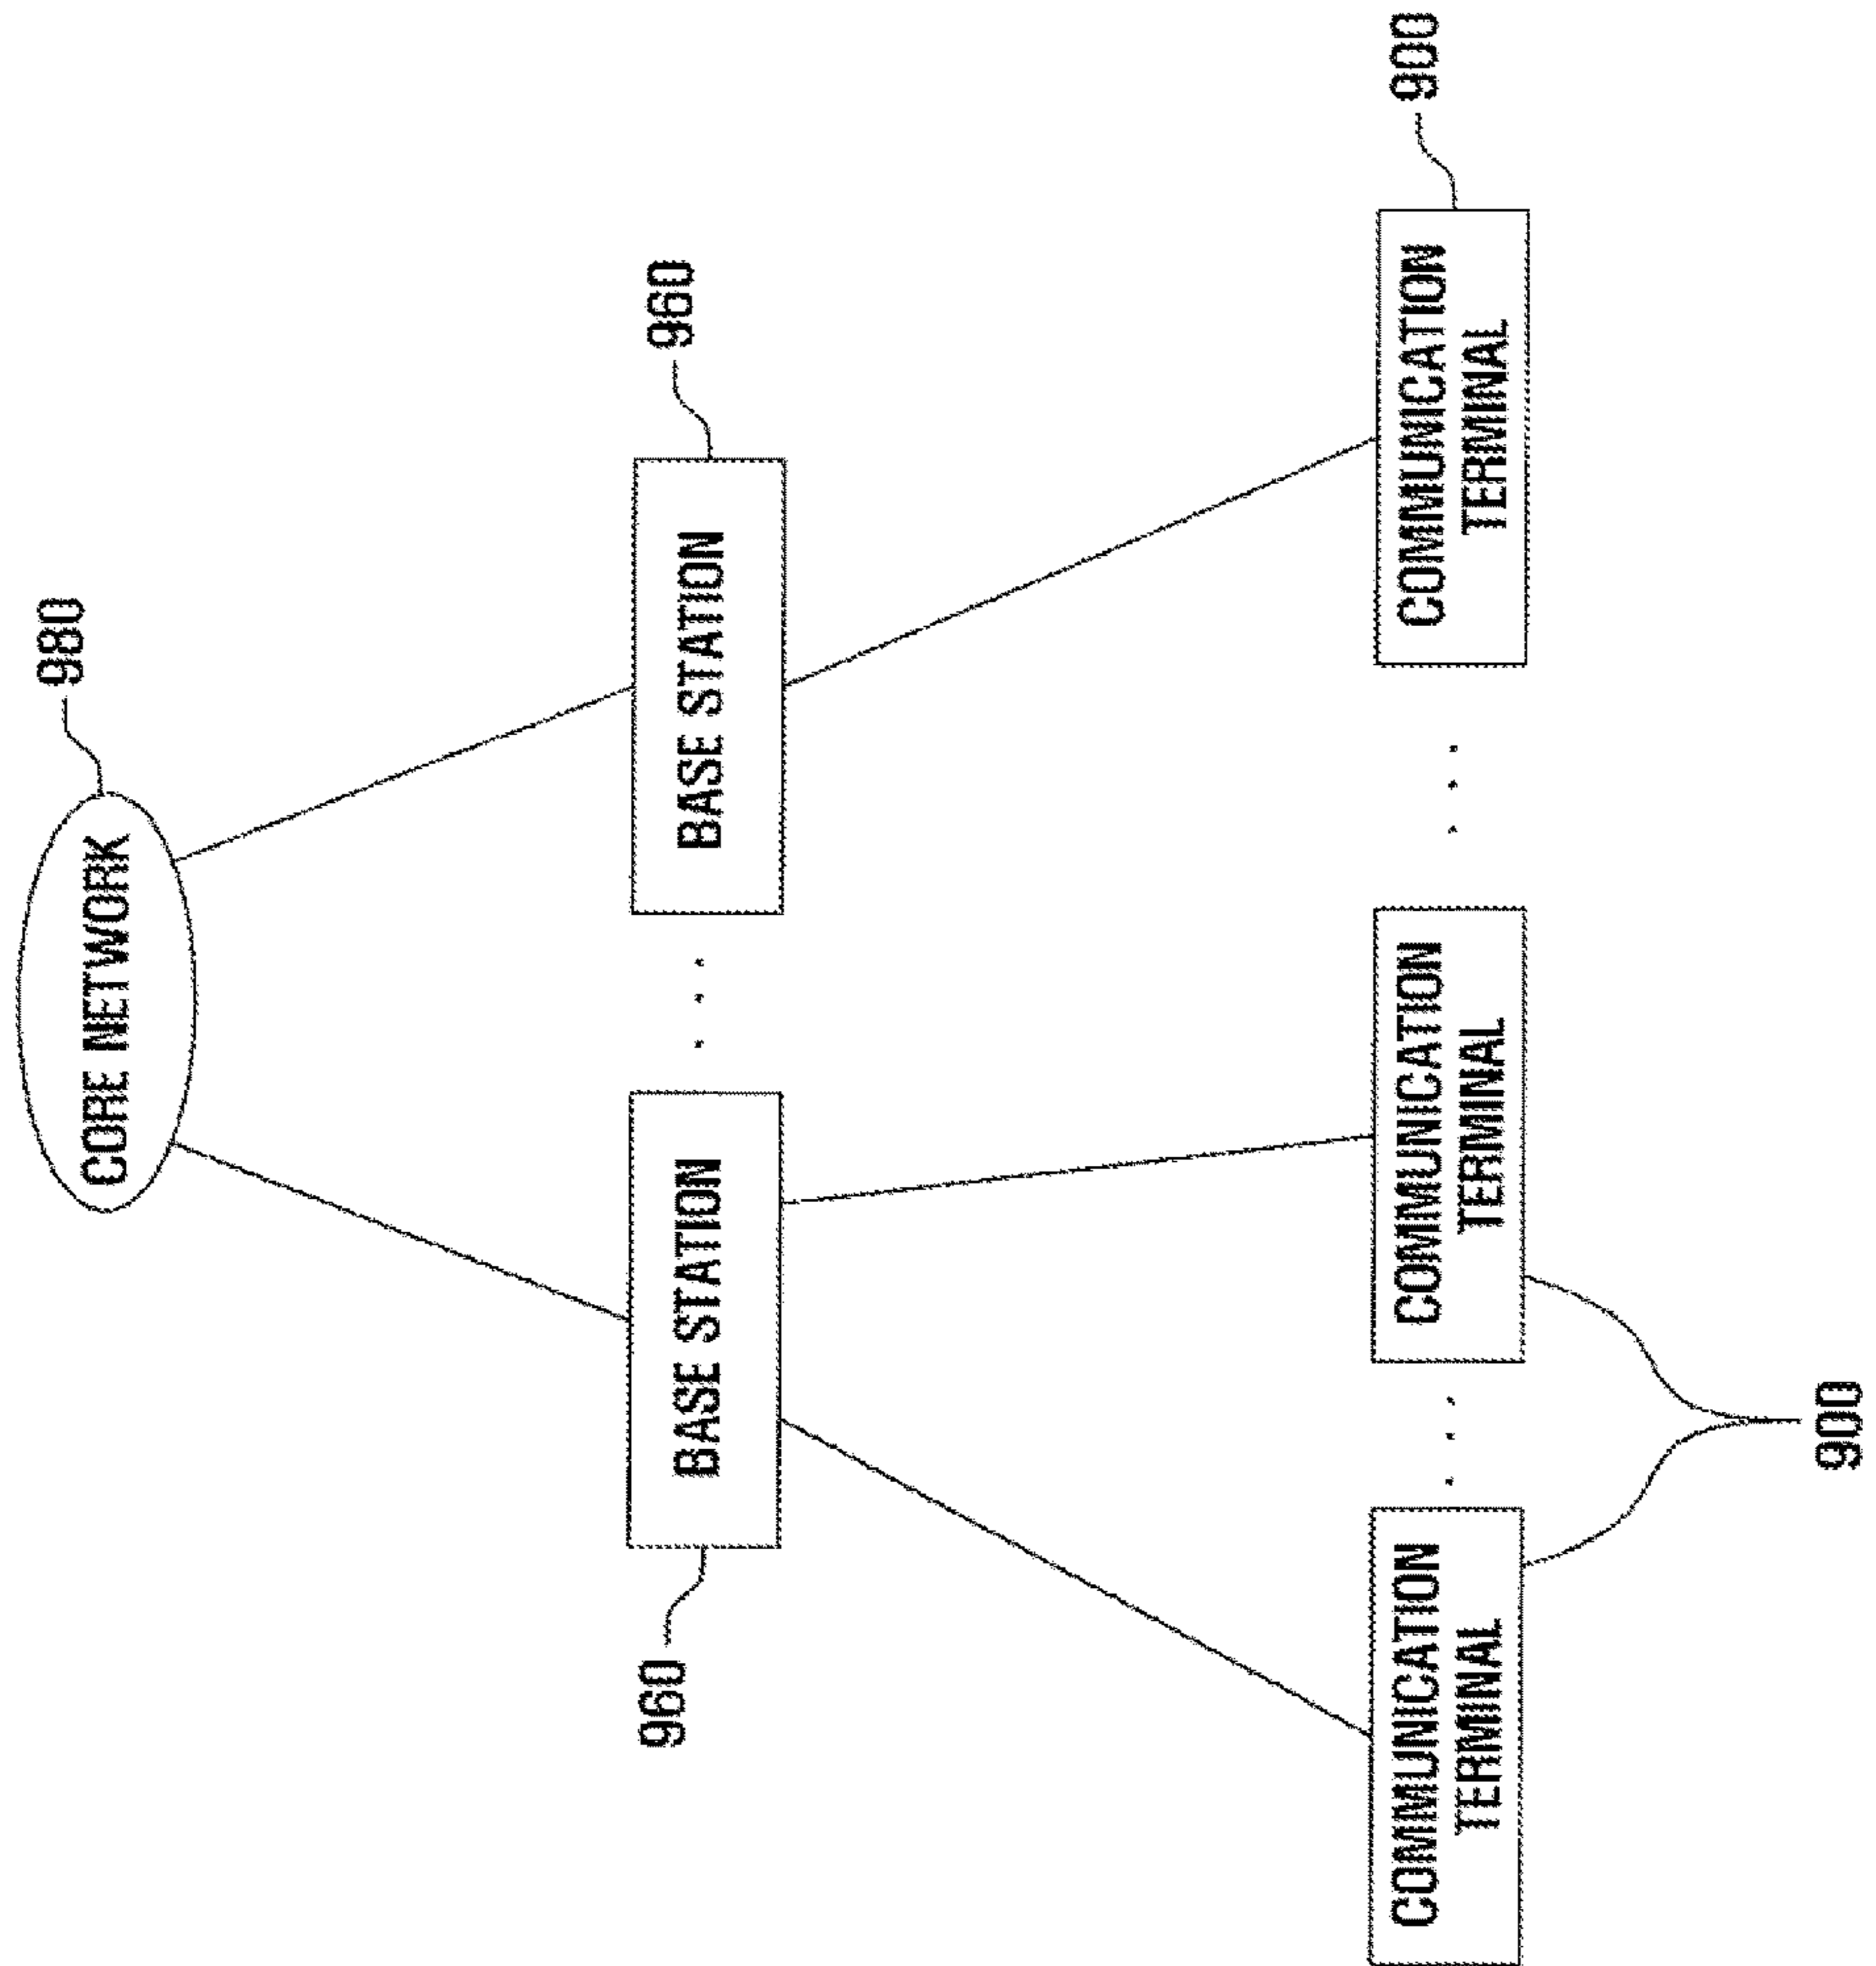 980
CORE NETWORK
960
BASE STATION
BASE STATION
960
COMMUNICATION
TERMINAL
COMMUNICATION
TERMINAL
COMMUNICATION
TERMINAL
900
900